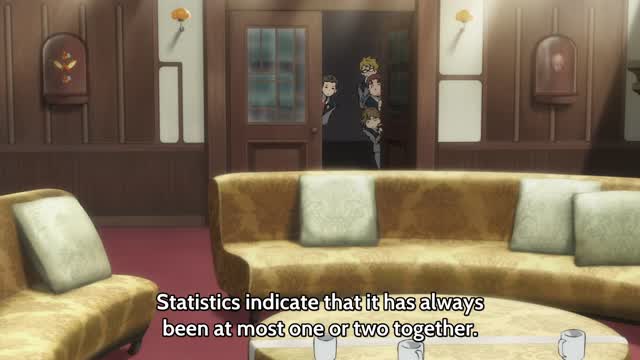 Statistics indicate that it has always
been at most one or two together.